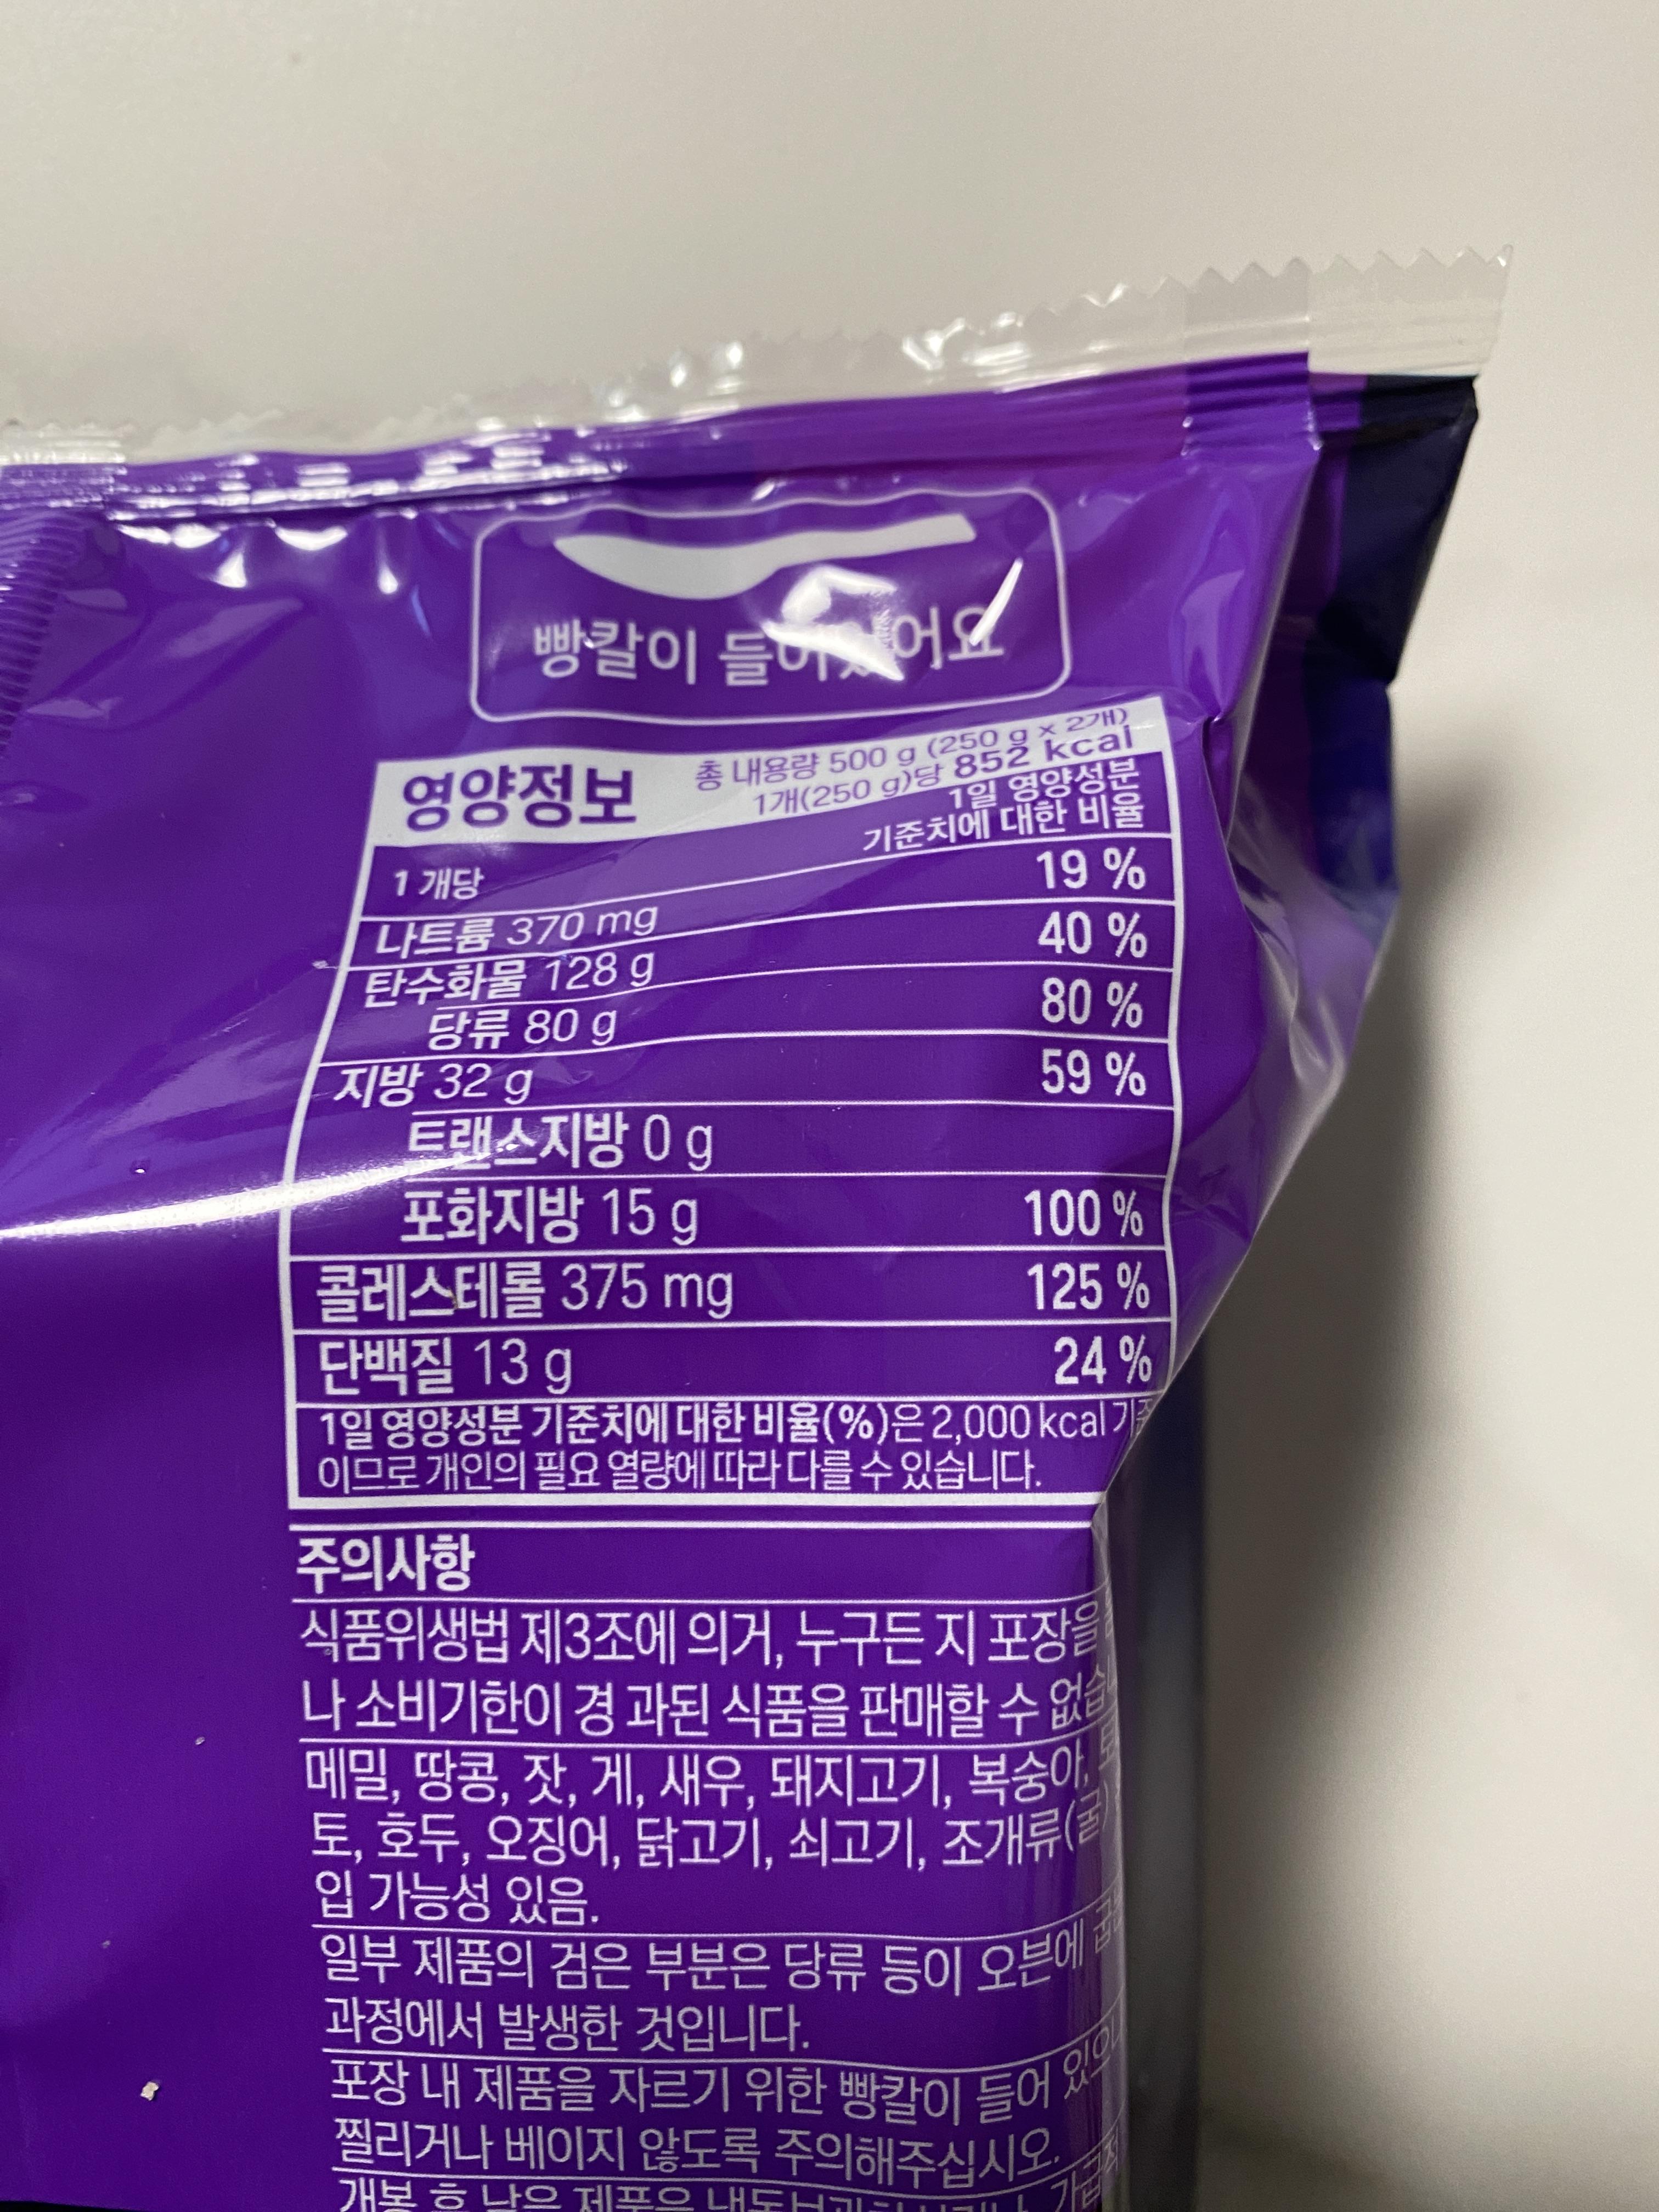 빵칼이 들어있어요
영양정보
총 내용량 500 g (250 g x 2개)
1개(250 g)당 852 kcal
1일 영양성분
기준치에 대한 비율
1 개당
나트륨 370 mg 19 %
탄수화물 128 g 40 %
당류 80 g 80 %
지방 32 g 59 %
트랜스지방 0 g
포화지방 15 g 100 %
콜레스테롤 375 mg 125 %
단백질 13 g 24 %
1일 영양성분 기준치에 대한 비율(%)은 2,000 kcal 기준
이므로 개인의 필요 열량에 따라 다를 수 있습니다.
주의사항
식품위생법 제3조에 의거, 누구든 지 포장을
나 소비기한이 경 과된 식품을 판매할 수
메밀, 땅콩, 잣, 게, 새우, 돼지고기, 복숭아,
토, 호두, 오징어, 닭고기, 쇠고기, 조개류(굴)
입 가능성 있음.
일부 제품의 검은 부분은 당류 등이 오븐에
과정에서 발생한 것입니다.
포장 내 제품을 자르기 위한 빵칼이 들어
찔리거나 베이지 않도록 주의해주십시오.
개봉 후 남은 제품은